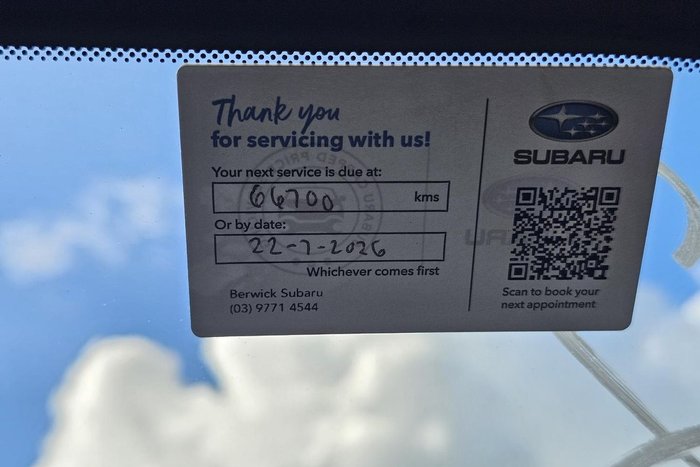 Thank you
for servicing with us!
Your next service is due at:
66700 kms
Or by date:
22-7-2026
Whichever comes first
Berwick Subaru
(03) 9771 4544
SUBARU
Scan to book your
next appointment